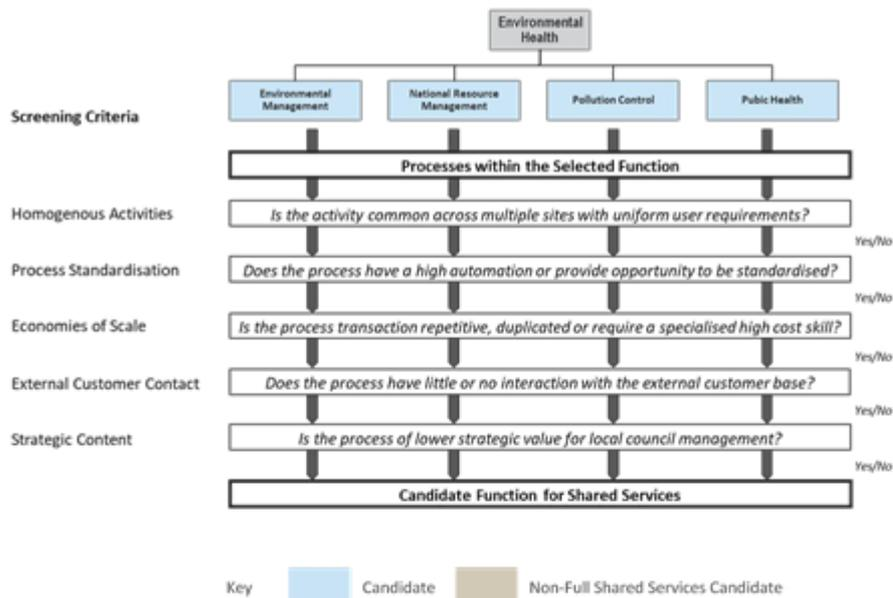 Environmental
Health
Environmental
Management
National Resource
Management
Pollution Control
Pubic Health
Screening Criteria
Processes within the Selected Function
Homogenous Activities
Is the activity common across multiple sites with uniform user requirements?
Yes/No
Process Standardisation
Does the process have a high automation or provide opportunity to be standardised?
Yes/No
Economies of Scale
Is the process transaction repetitive, duplicated or require a specialised high cost skill?
Yes/No
External Customer Contact
Does the process have little or no interaction with the external customer base?
Yes/No
Strategic Content
Is the process of lower strategic value for local council management?
Yes/No
Candidate Function for Shared Services
Key
Candidate
Non-Full Shared Services Candidate